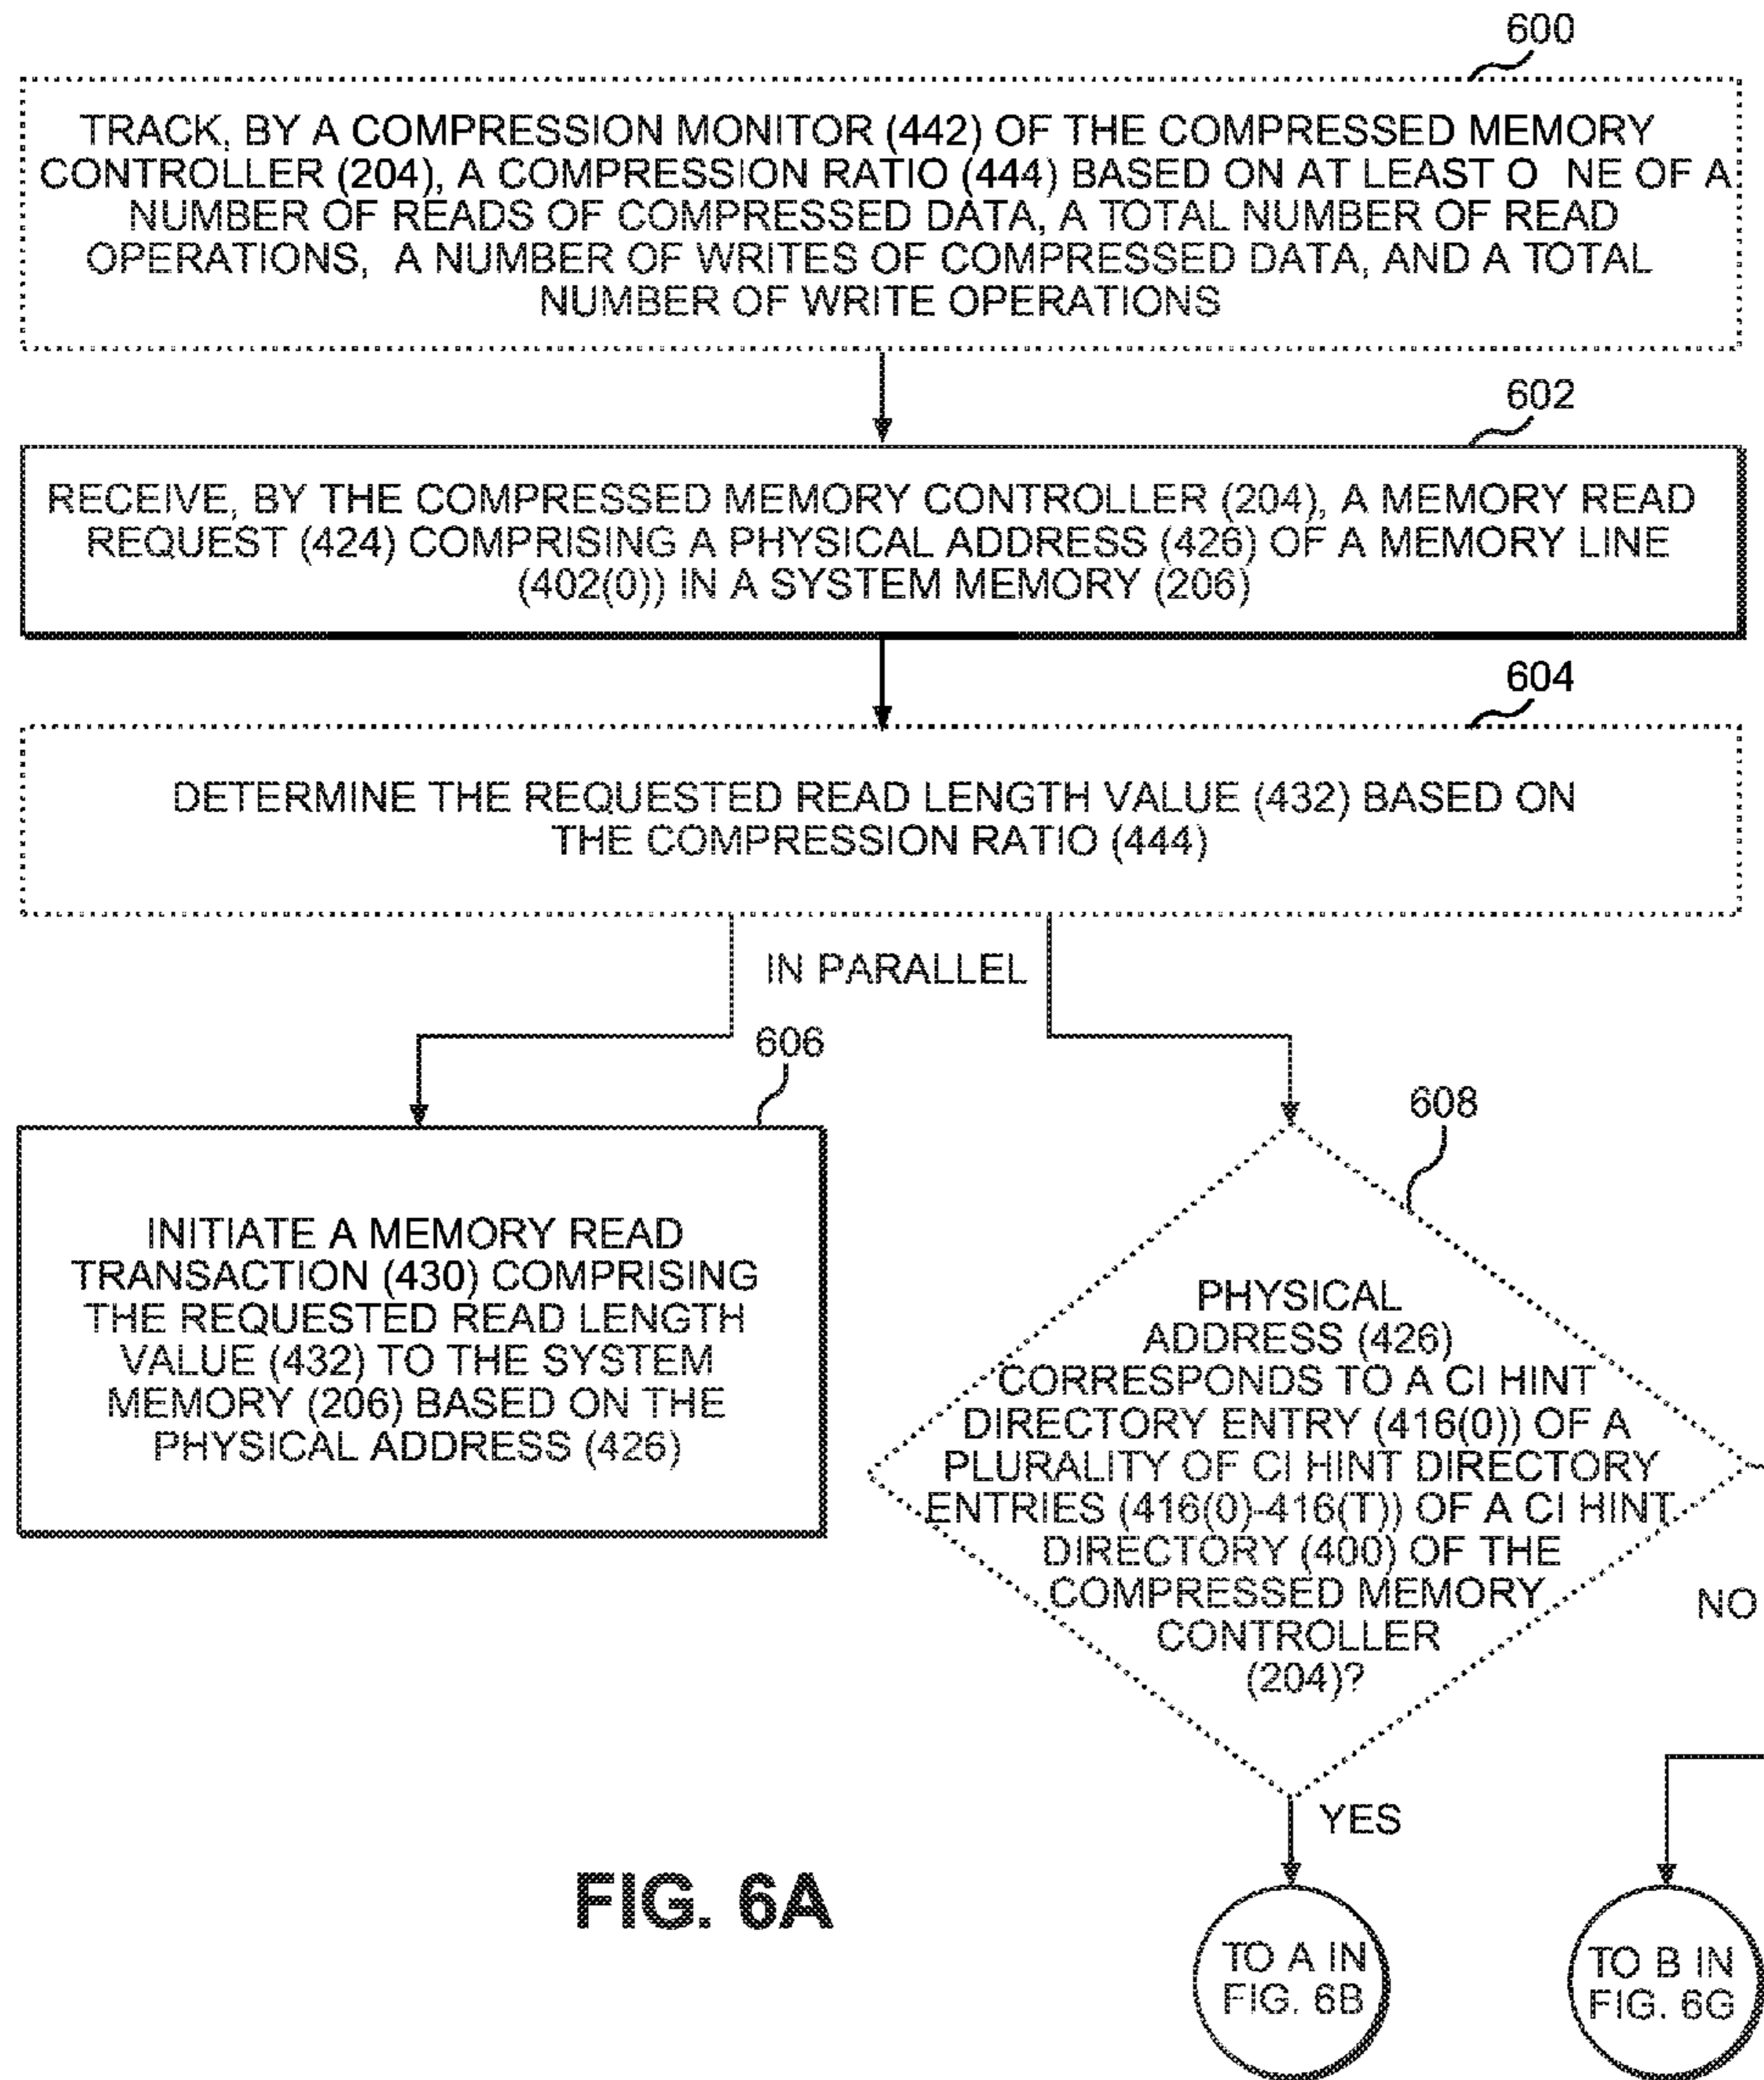 600
TRACK, BY A COMPRESSION MONITOR (442) OF THE COMPRESSED MEMORY
CONTROLLER (204), A COMPRESSION RATIO (444) BASED ON AT LEAST O NE OF A
NUMBER OF READS OF COMPRESSED DATA, A TOTAL NUMBER OF READ
OPERATIONS, A NUMBER OF WRITES OF COMPRESSED DATA, AND A TOTAL
NUMBER OF WRITE OPERATIONS
602
RECEIVE, BY THE COMPRESSED MEMORY CONTROLLER (204), A MEMORY READ
REQUEST (424) COMPRISING A PHYSICAL ADDRESS (426) OF A MEMORY LINE
(402(0)) IN A SYSTEM MEMORY (206)
604
DETERMINE THE REQUESTED READ LENGTH VALUE (432) BASED ON
THE COMPRESSION RATIO (444)
IN PARALLEL
606
INITIATE A MEMORY READ
TRANSACTION (430) COMPRISING
THE REQUESTED READ LENGTH
VALUE (432) TO THE SYSTEM
MEMORY (206) BASED ON THE
PHYSICAL ADDRESS (426)
608
PHYSICAL
ADDRESS (426)
CORRESPONDS TO A CI HINT
DIRECTORY ENTRY (416(0)) OF A
PLURALITY OF CI HINT DIRECTORY
ENTRIES (416(0)-416(T)) OF A CI HINT
DIRECTORY (400) OF THE
COMPRESSED MEMORY
CONTROLLER
(204)?
NO
YES
TO A IN
FIG. 6B
TO B IN
FIG. 6G
FIG. 6A